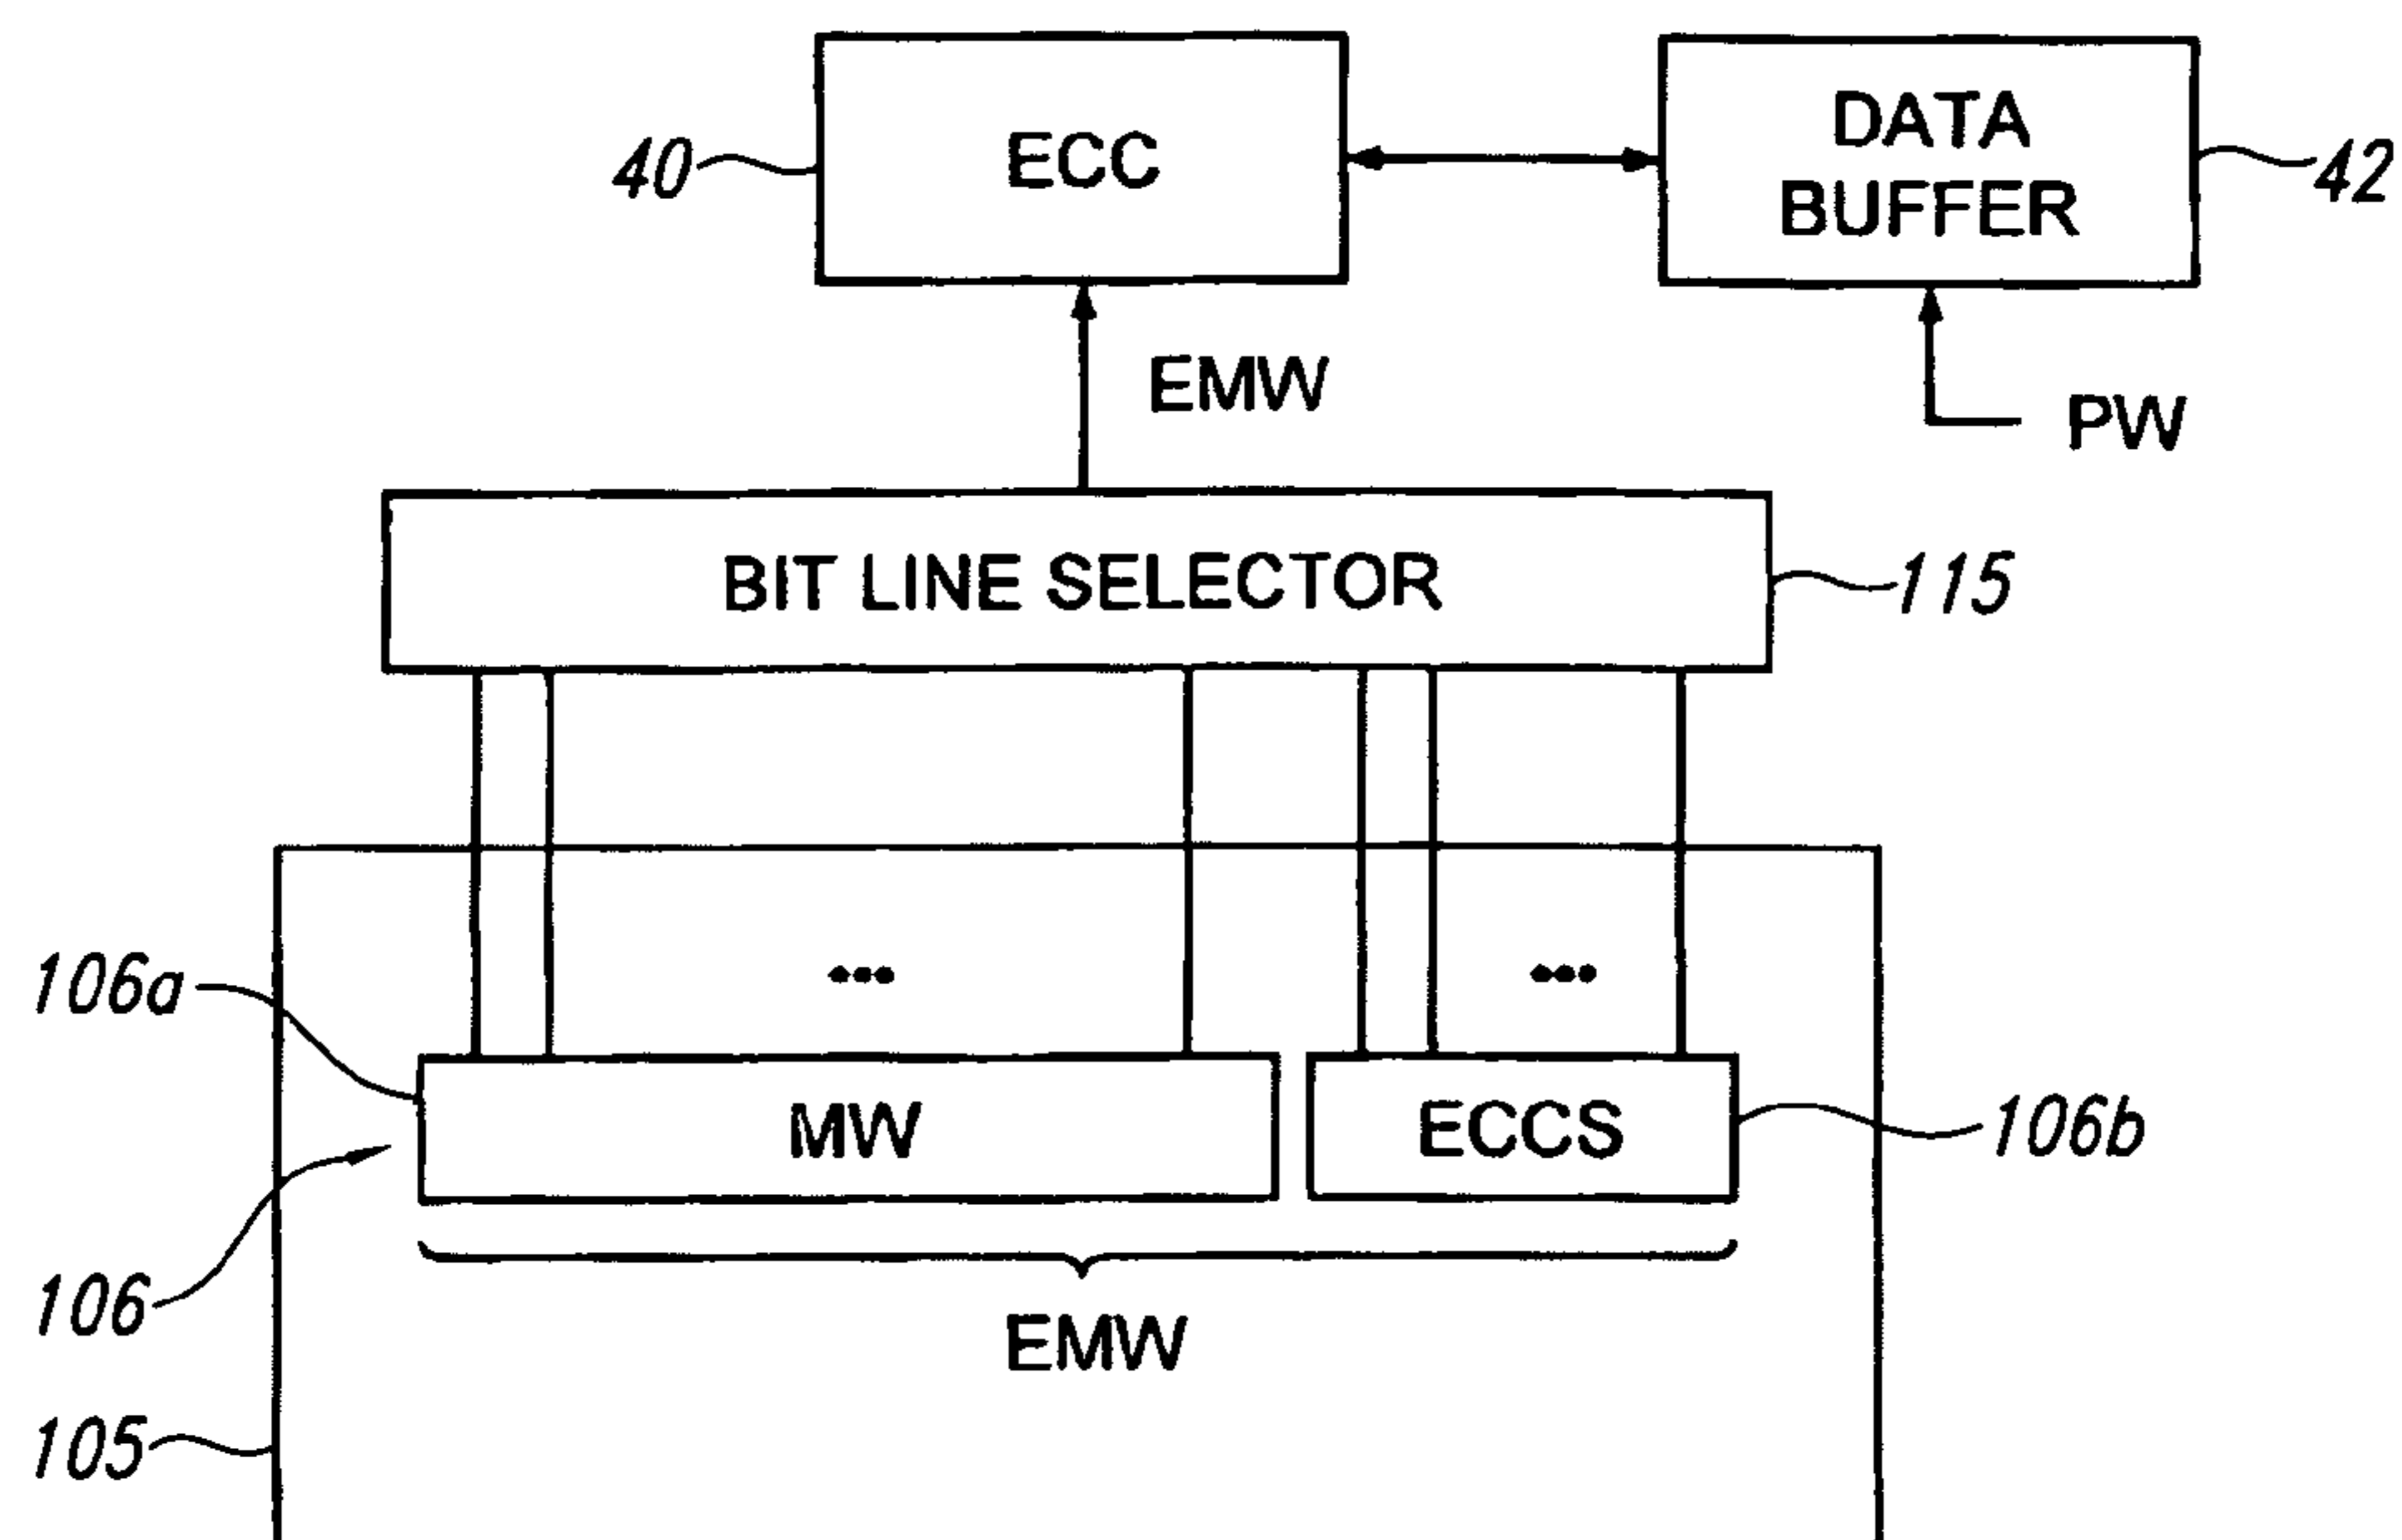 ECC
40
DATA
BUFFER
42
EMW
PW
BIT LINE SELECTOR
115
106a
MW
ECCS
106b
106
EMW
105